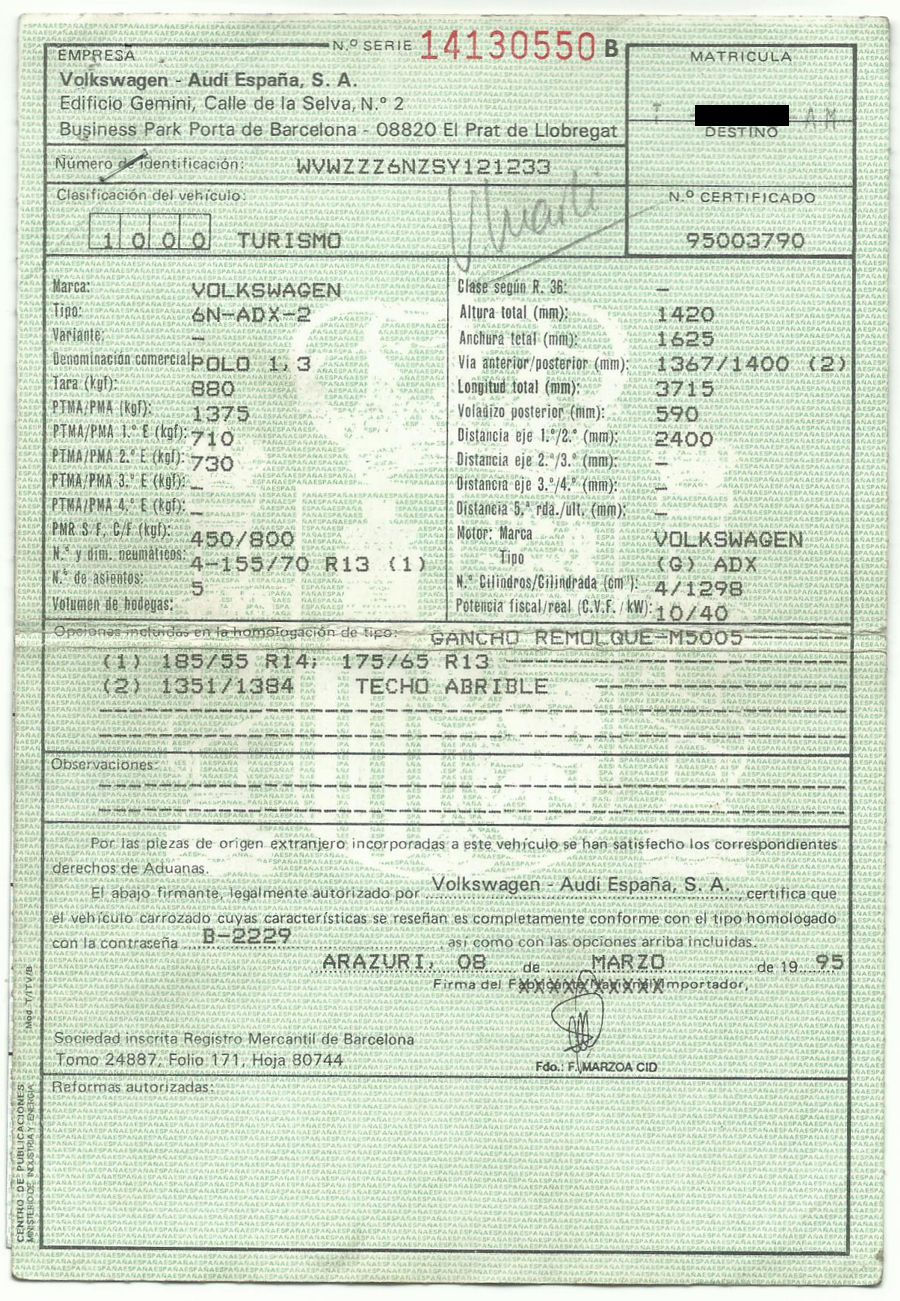 N.º SERIE 14130550 B
EMPRESA
Volkswagen - Audi España, S. A.
Edificio Gemini, Calle de la Selva, N.º 2
Business Park Porta de Barcelona - 08820 El Prat de Llobregat
MATRICULA
T AM
DESTINO
Número de identificación: WVWZZZ6NZSY121233
Clasificación del vehículo:
1000 TURISMO
N.º CERTIFICADO
95003790
Marca: VOLKSWAGEN
Tipo: 6N-ADX-2
Variante: –
Denominación comercial: POLO 1,3
Tara (kgf): 880
PTMA/PMA (kgf): 1375
PTMA/PMA 1.º E (kgf): 710
PTMA/PMA 2.º E (kgf): 730
PTMA/PMA 3.º E (kgf): –
PTMA/PMA 4.º E (kgf): –
PMR S/F, C/F (kgf): 450/800
N.º y dim. neumáticos: 4-155/70 R13 (1)
N.º de asientos: 5
Volumen de bodegas:
Clase según R. 36: –
Altura total (mm): 1420
Anchura total (mm): 1625
Vía anterior/posterior (mm): 1367/1400 (2)
Longitud total (mm): 3715
Voladizo posterior (mm): 590
Distancia eje 1.º/2.º (mm): 2400
Distancia eje 2.º/3.º (mm): –
Distancia eje 3.º/4.º (mm): –
Distancia 5.ª rda./ult. (mm): –
Motor: Marca VOLKSWAGEN
Tipo (G) ADX
N.º Cilindros/Cilindrada (cm³): 4/1298
Potencia fiscal/real (C.V.F. / kW): 10/40
Opciones incluidas en la homologación de tipo: GANCHO REMOLQUE-M5005
(1) 185/55 R14; 175/65 R13
(2) 1351/1384 TECHO ABRIBLE
Observaciones:
Por las piezas de origen extranjero incorporadas a este vehículo se han satisfecho los correspondientes
derechos de Aduanas.
El abajo firmante, legalmente autorizado por Volkswagen - Audi España, S. A., certifica que
el vehículo carrozado cuyas características se reseñan es completamente conforme con el tipo homologado
con la contraseña B-2229, así como con las opciones arriba incluidas.
ARAZURI, 08 de MARZO de 19 95
Firma del Fabricante Nacional/Importador,
Sociedad inscrita Registro Mercantil de Barcelona
Tomo 24887, Folio 171, Hoja 80744
Fdo.: F. MARZOA CID
Reformas autorizadas:
Mod. T/TV/B
CENTRO DE PUBLICACIONES
MINISTERIO DE INDUSTRIA Y ENERGIA